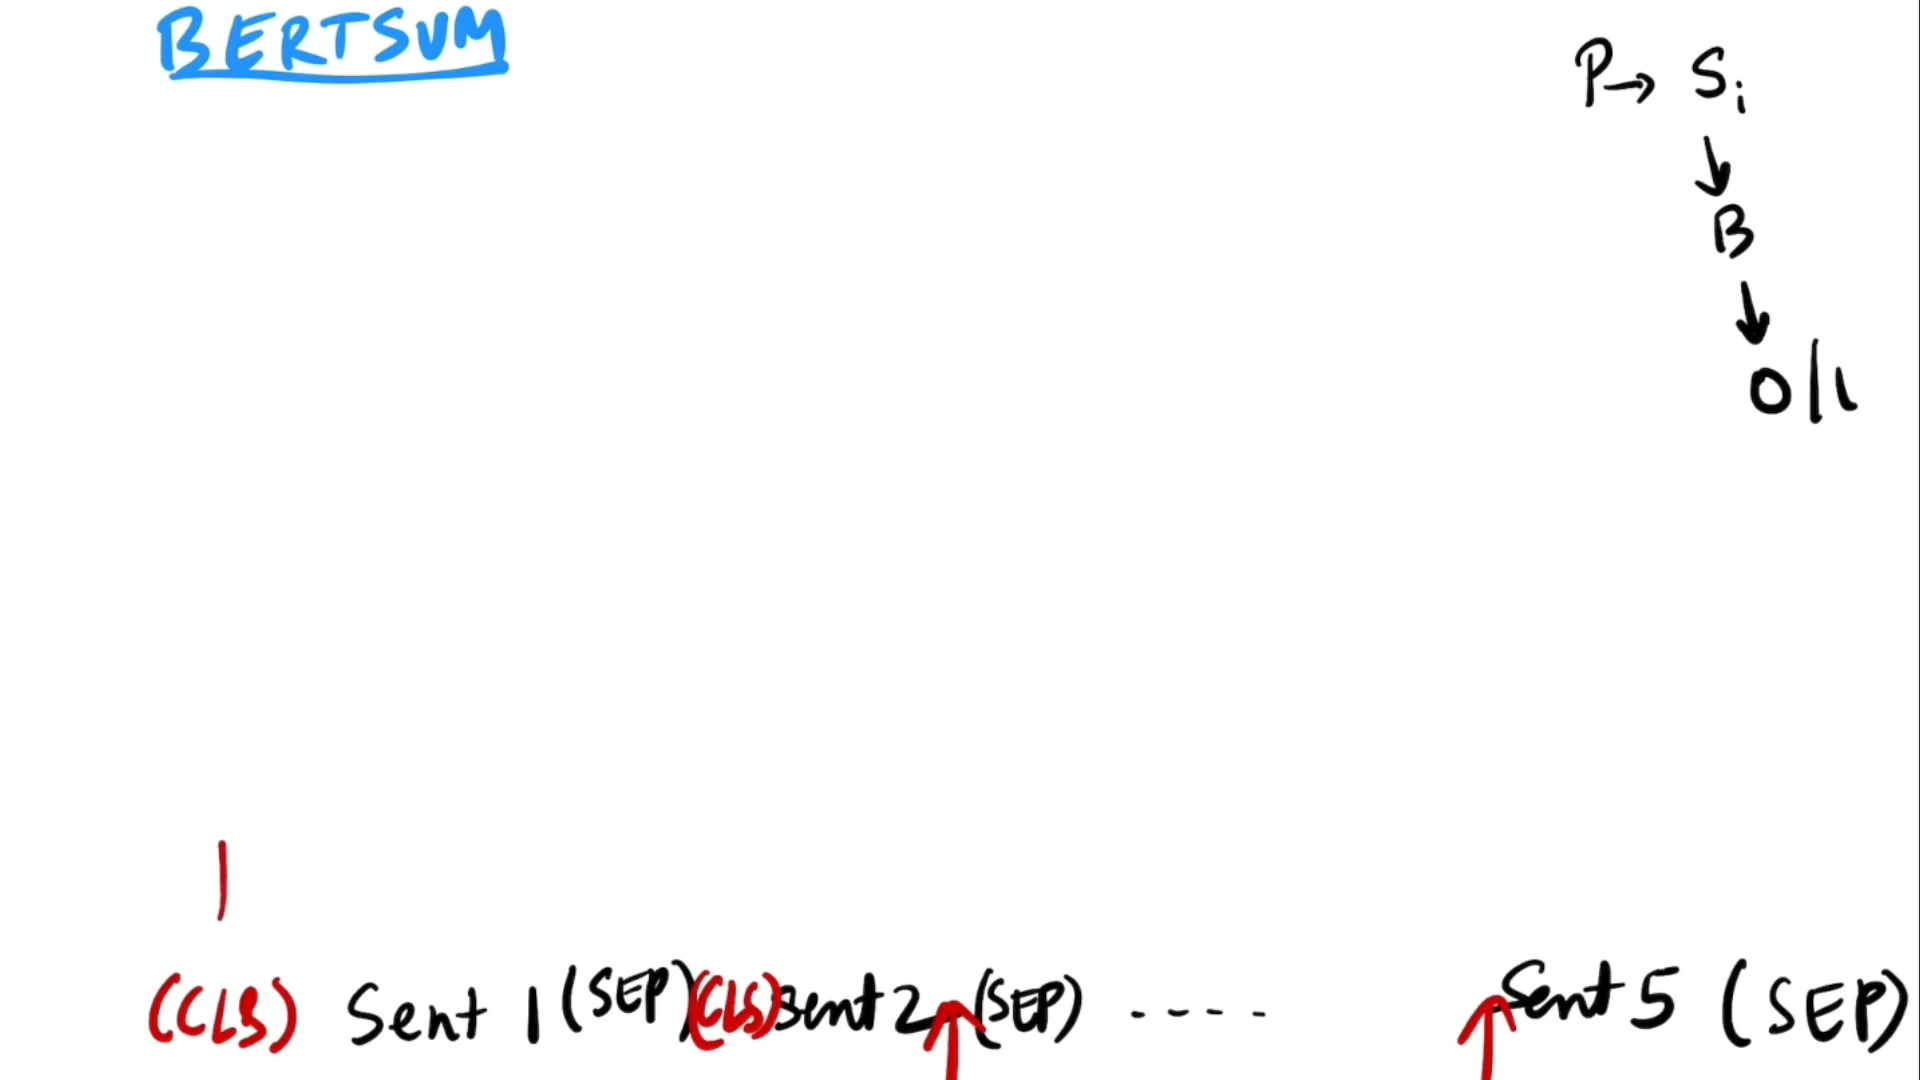 BERTSUM
P→ Si
↓
B
↓
0/1
(CLS) Sent 1 (SEP) (CLS) sent 2 (SEP) ---- Sent 5 (SEP)